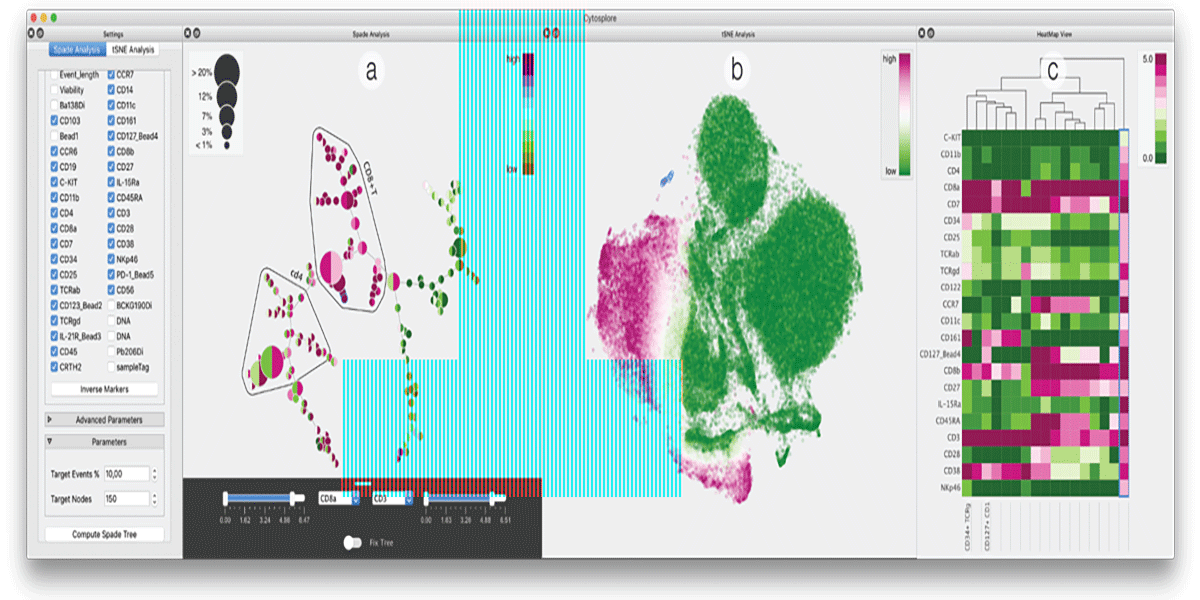 Cytosplore
Settings
Spade Analysis
tSNE Analysis
HeatMap View
Spade Analysis tSNE Analysis
Event_length CCR7
Viability CD14
Ba138Di CD11c
CD103 CD161
Bead1 CD127_Bead4
CCR6 CD8b
CD19 CD27
C-KIT IL-15Ra
CD11b CD45RA
CD4 CD3
CD8a CD28
CD7 CD38
CD34 NKp46
CD25 PD-1_Bead5
TCRab CD56
CD123_Bead2 BCKG190Di
TCRgd DNA
IL-21R_Bead3 DNA
CD45 Pb206Di
CRTH2 sampleTag
Inverse Markers
Advanced Parameters
Parameters
Target Events % 10,00
Target Nodes 150
Compute Spade Tree
a
> 20%
12%
7%
3%
< 1%
high
low
CD8+T
cd4
CD8a CD3
0.00 1.62 3.24 4.86 6.47
0.00 1.63 3.26 4.88 6.51
Fix Tree
b
high
low
c
5.0
0.0
C-KIT
CD11b
CD4
CD8a
CD7
CD34
CD25
TCRab
TCRgd
CD122
CCR7
CD11c
CD161
CD127_Bead4
CD8b
CD27
IL-15Ra
CD45RA
CD3
CD28
CD38
NKp46
CD34+ TCRg
CD127+ CD1